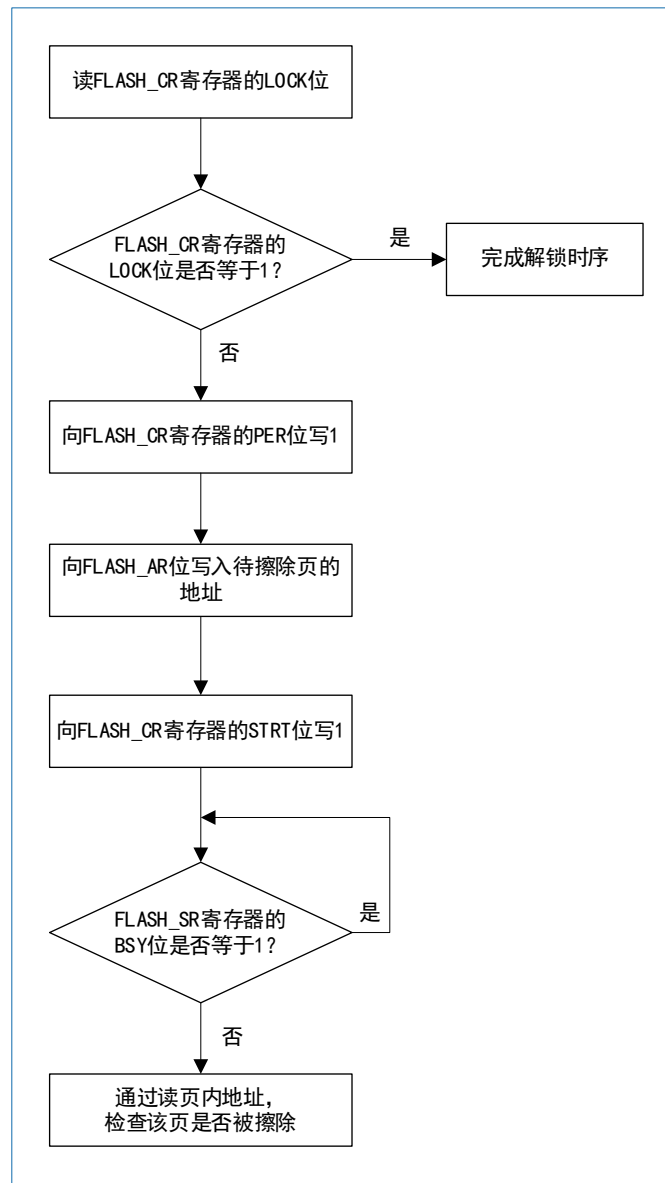 读FLASH_CR寄存器的LOCK位
FLASH_CR寄存器的
LOCK位是否等于1?
是
完成解锁时序
否
向FLASH_CR寄存器的PER位写1
向FLASH_AR位写入待擦除页的
地址
向FLASH_CR寄存器的STRT位写1
FLASH_SR寄存器的
BSY位是否等于1?
是
否
通过读页内地址，
检查该页是否被擦除